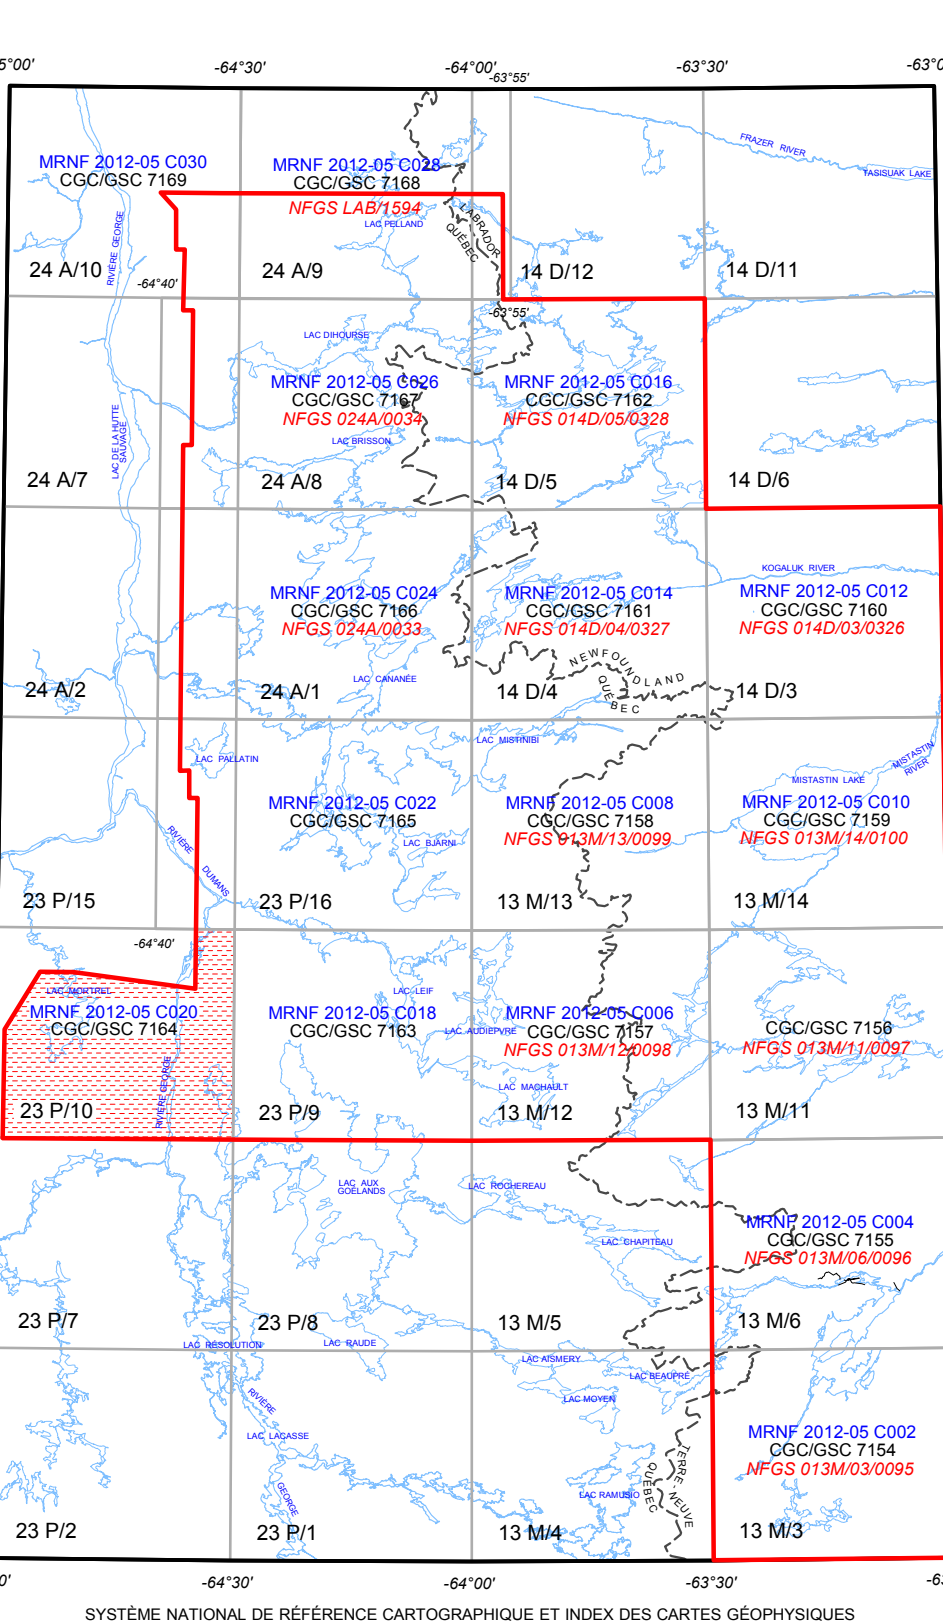 5°00'
-64°30'
-64°00'
-63°55'
-63°30'
-63°0
FRAZER RIVER
TASISUAK LAKE
MRNF 2012-05 C030
CGC/GSC 7169
MRNF 2012-05 C028
CGC/GSC 7168
NFGS LAB/1594
LAC PELLAND
LABRADOR
QUÉBEC
RIVIÈRE GEORGE
24 A/10
-64°40'
24 A/9
14 D/12
14 D/11
-63°55'
LAC DIHOURSE
MRNF 2012-05 C026
CGC/GSC 7167
NFGS 024A/0034
MRNF 2012-05 C016
CGC/GSC 7162
NFGS 014D/05/0328
LAC DE LA HUTTE
SAUVAGE
LAC BRISSON
24 A/7
24 A/8
14 D/5
14 D/6
KOGALUK RIVER
MRNF 2012-05 C024
CGC/GSC 7166
NFGS 024A/0033
MRNF 2012-05 C014
CGC/GSC 7161
NFGS 014D/04/0327
MRNF 2012-05 C012
CGC/GSC 7160
NFGS 014D/03/0326
NEWFOUNDLAND
QUÉBEC
LAC CANANÉE
24 A/2
24 A/1
14 D/4
14 D/3
LAC MISTINIBI
LAC PALLATIN
MISTASTIN
RIVER
MISTASTIN LAKE
MRNF 2012-05 C022
CGC/GSC 7165
MRNF 2012-05 C008
CGC/GSC 7158
NFGS 013M/13/0099
MRNF 2012-05 C010
CGC/GSC 7159
NFGS 013M/14/0100
RIVIÈRE
DUMANS
LAC BJARNI
23 P/15
23 P/16
13 M/13
13 M/14
-64°40'
LAC MORTREL
LAC LEIF
MRNF 2012-05 C020
CGC/GSC 7164
MRNF 2012-05 C018
CGC/GSC 7163
LAC AUDIEPVRE
MRNF 2012-05 C006
CGC/GSC 7157
NFGS 013M/12/0098
CGC/GSC 7156
NFGS 013M/11/0097
RIVIÈRE GEORGE
LAC MACHAULT
23 P/10
23 P/9
13 M/12
13 M/11
LAC AUX
GOÉLANDS
LAC ROCHEREAU
LAC CHAPITEAU
MRNF 2012-05 C004
CGC/GSC 7155
NFGS 013M/06/0096
23 P/7
23 P/8
13 M/5
13 M/6
LAC RÉSOLUTION
LAC RAUDE
LAC AISMERY
LAC BEAUPRÉ
LAC MOYEN
RIVIÈRE
LAC LACASSE
MRNF 2012-05 C002
CGC/GSC 7154
NFGS 013M/03/0095
GEORGE
LAC RAMUSIO
QUÉBEC
TERRE-NEUVE
23 P/2
23 P/1
13 M/4
13 M/3
0'
-64°30'
-64°00'
-63°30'
-63
SYSTÈME NATIONAL DE RÉFÉRENCE CARTOGRAPHIQUE ET INDEX DES CARTES GÉOPHYSIQUES